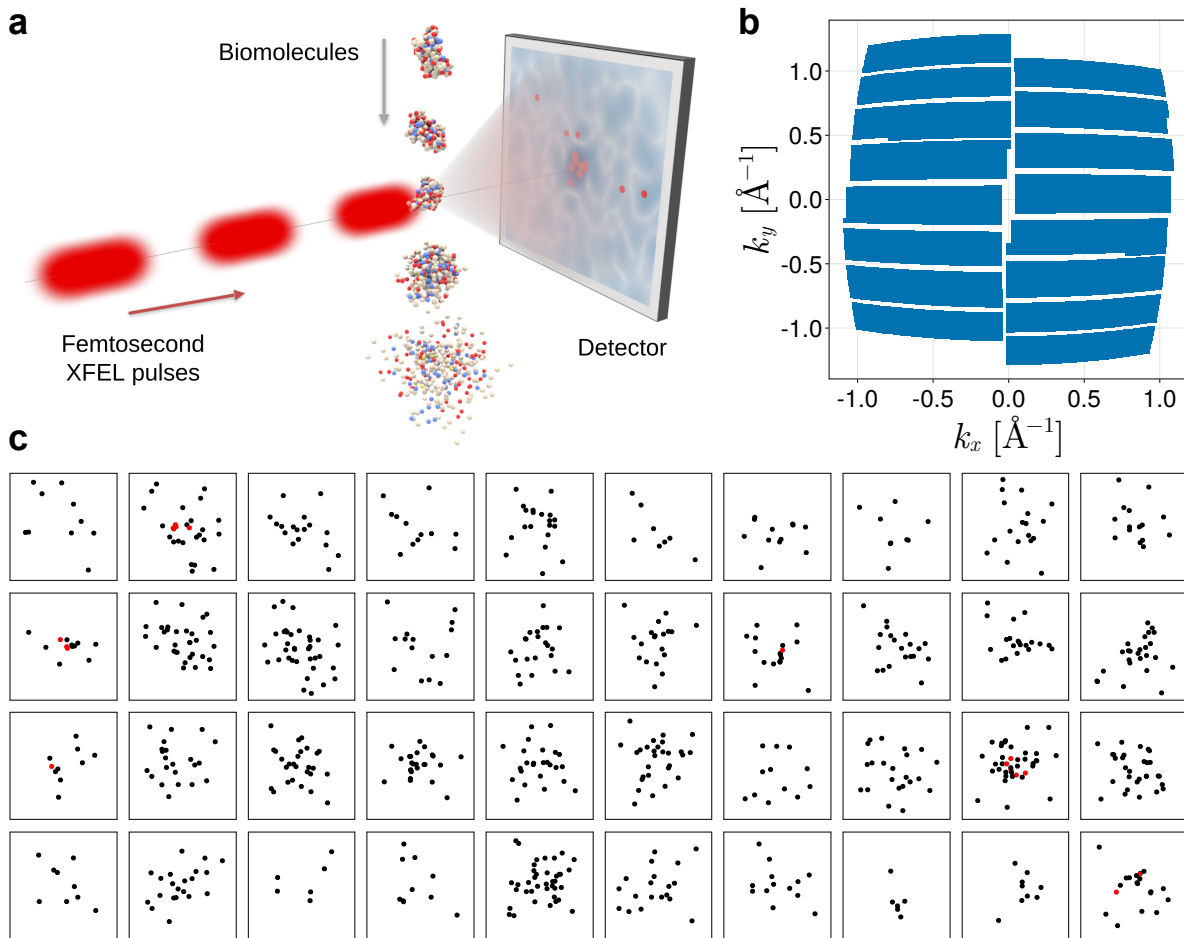 a
Biomolecules
Femtosecond
XFEL pulses
Detector
b
1.0
0.5
0.0
-0.5
-1.0
k_y [Å⁻¹]
-1.0 -0.5 0.0 0.5 1.0
k_x [Å⁻¹]
c